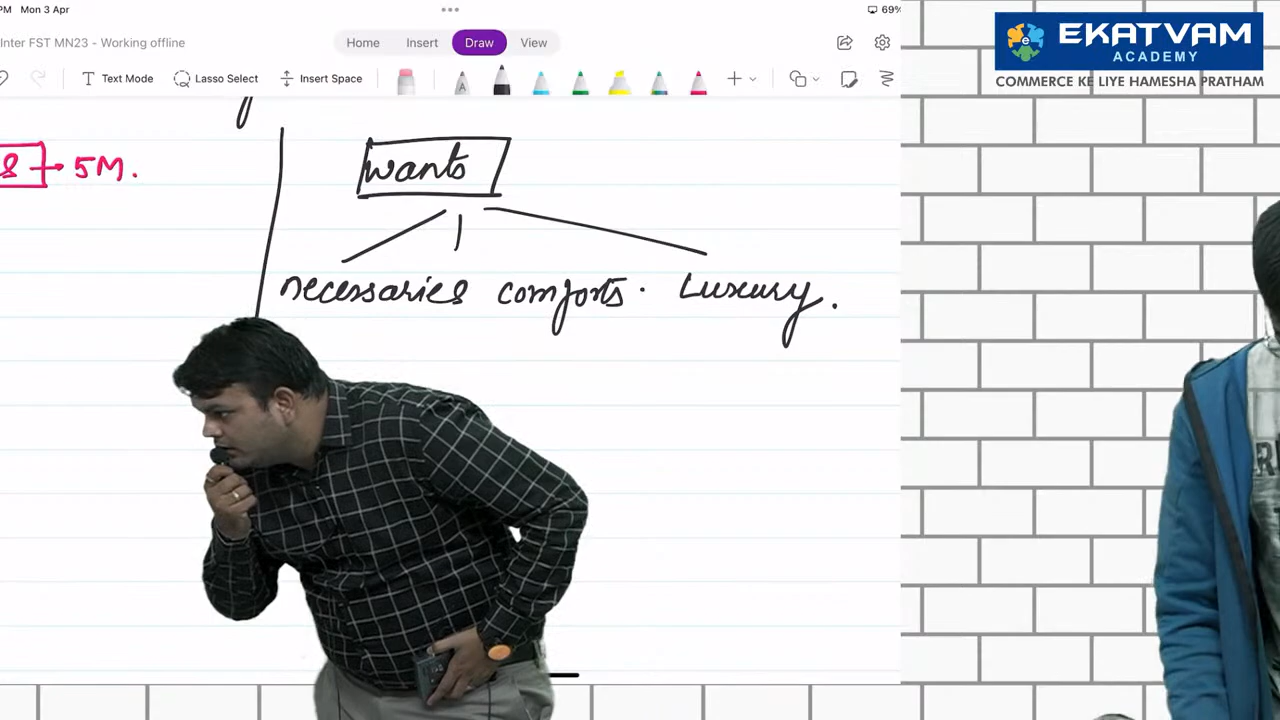 PM Mon 3 Apr
69%
Inter FST MN23 - Working offline
Home Insert Draw View
Text Mode Lasso Select Insert Space
wants
→ 5M.
necessaries comforts. Luxury.
EKATVAM
ACADEMY
COMMERCE KE LIYE HAMESHA PRATHAM